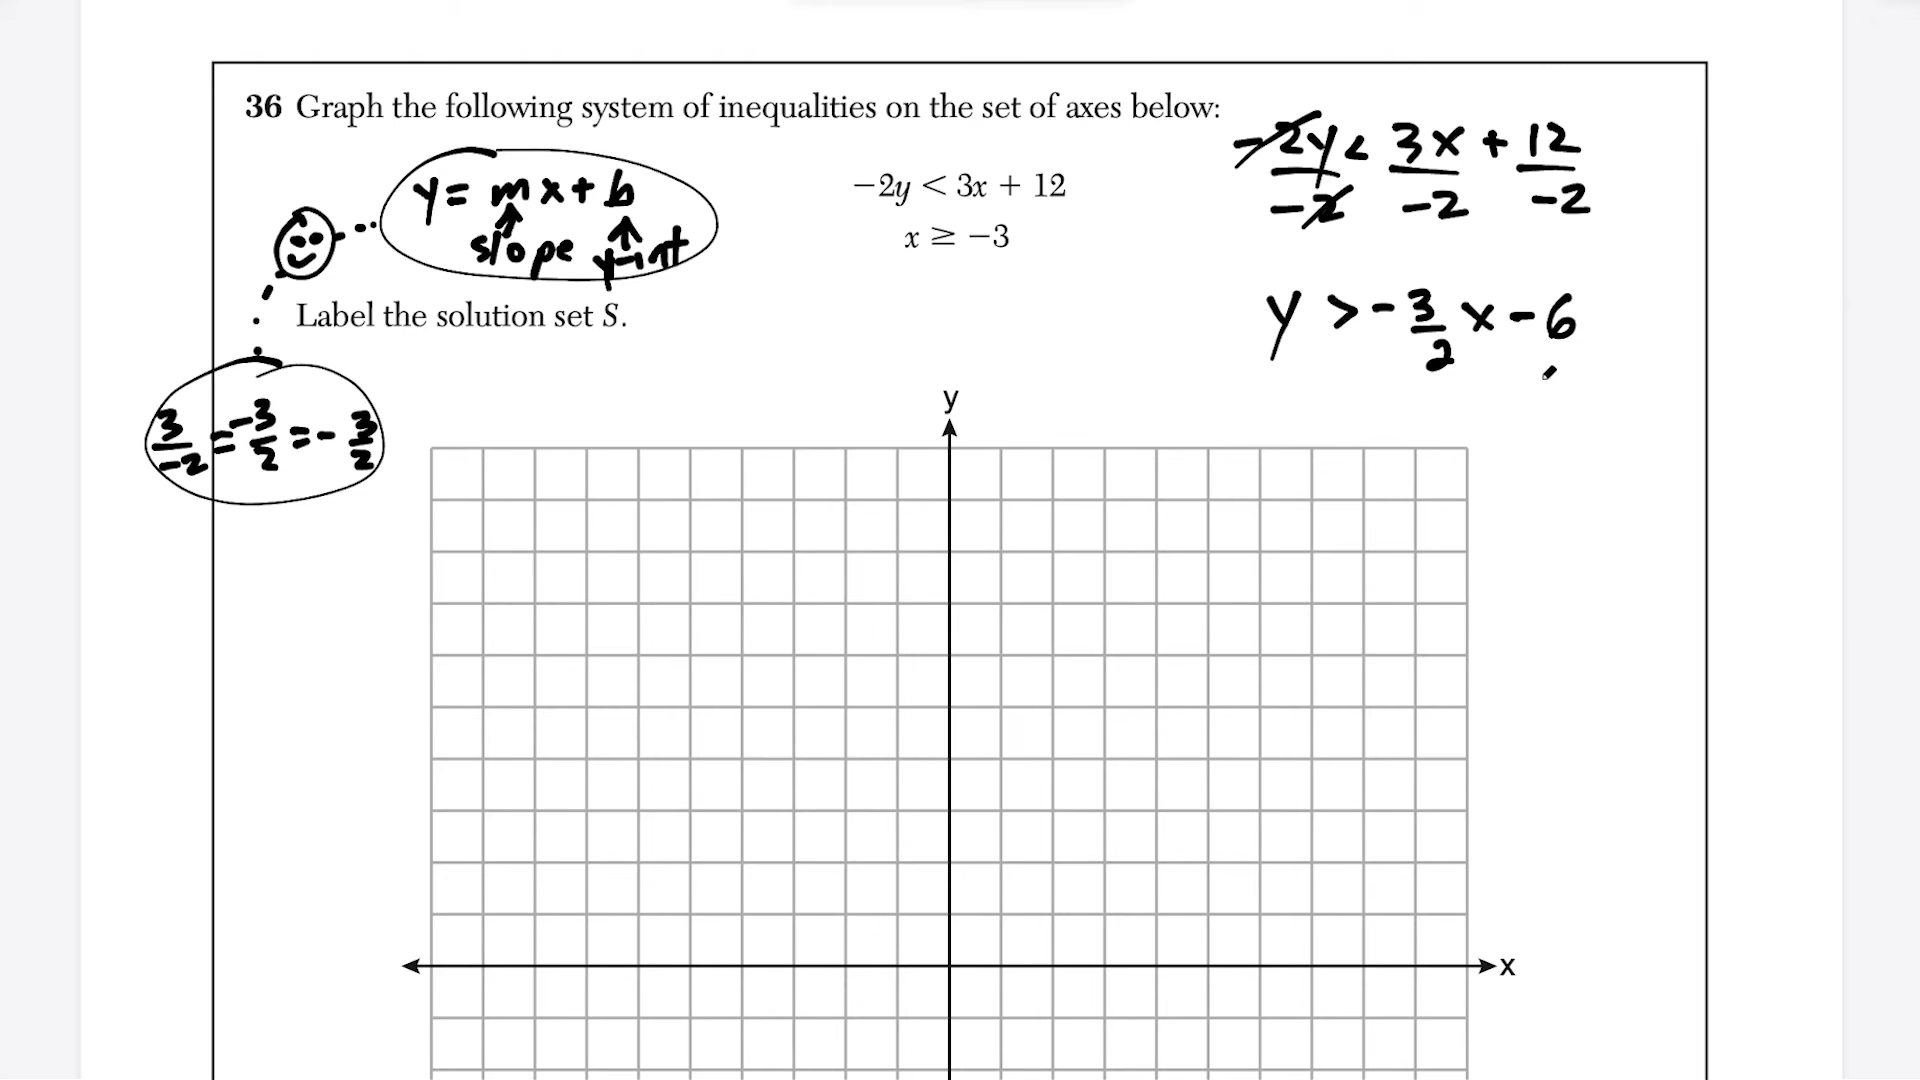 36 Graph the following system of inequalities on the set of axes below:
-2y < 3x + 12
-2 -2 -2
y = mx + b
slope y-int
−2y < 3x + 12
x ≥ −3
y > -3/2 x - 6
Label the solution set S.
3/-2 = -3/2 = -3/2
y
x